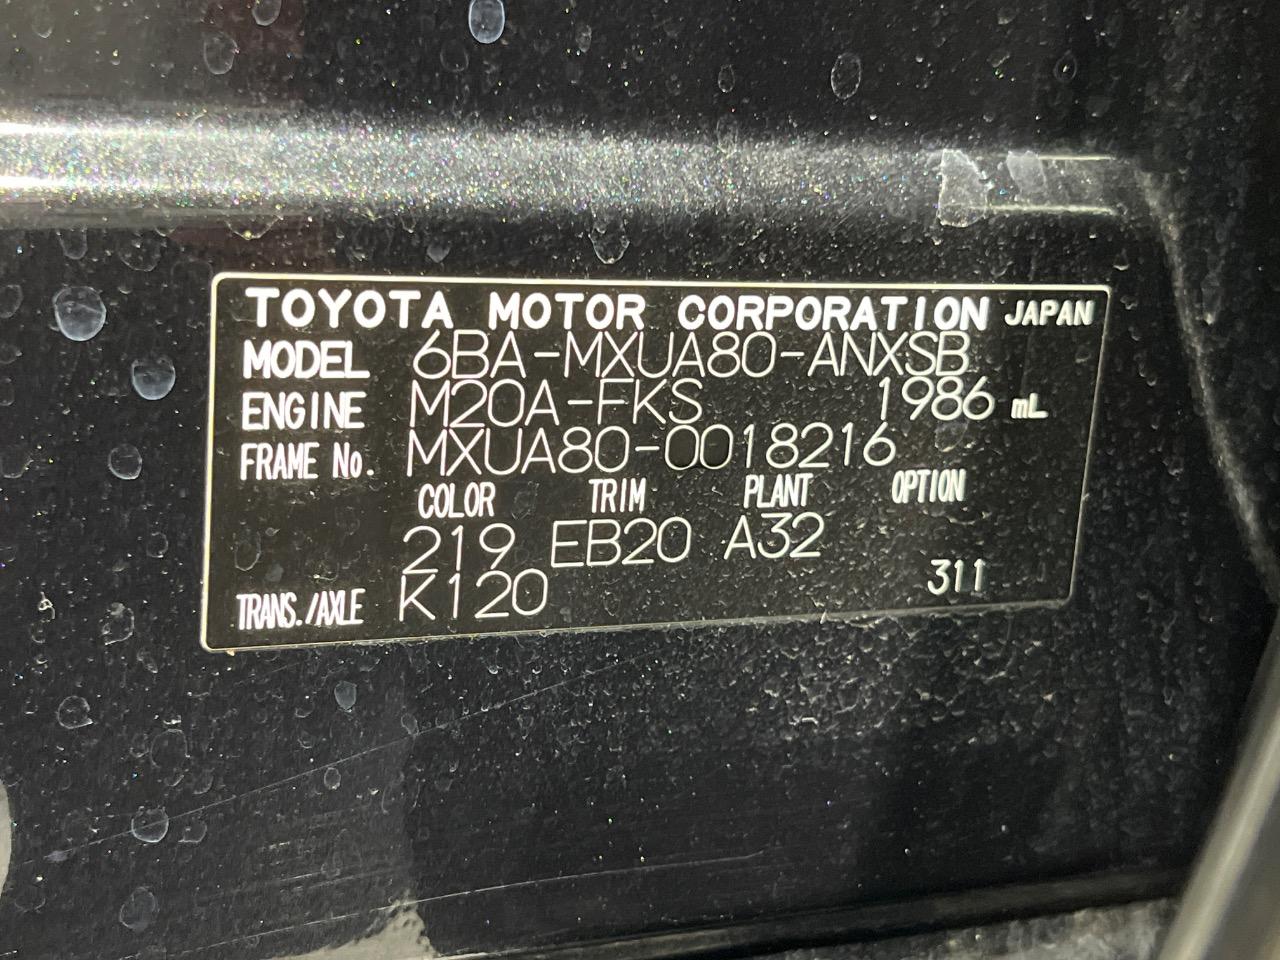 TOYOTA MOTOR CORPORATION JAPAN
MODEL 6BA-MXUA80-ANXSB
ENGINE M20A-FKS 1986 mL
FRAME No. MXUA80-0018216
COLOR TRIM PLANT OPTION
219 EB20 A32
TRANS./AXLE K120 311